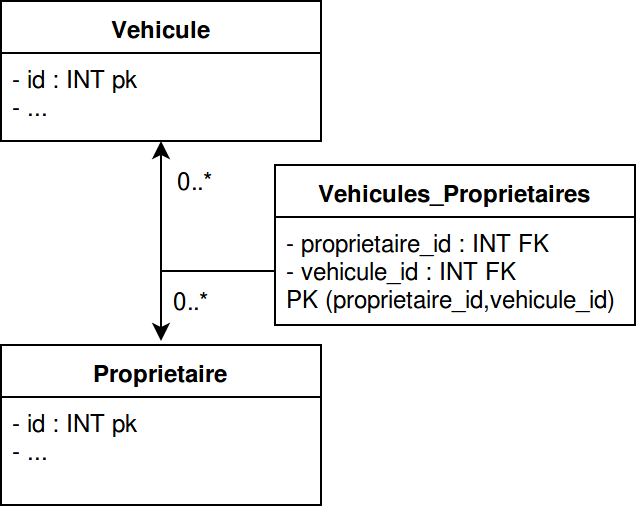 Vehicule
- id : INT pk
- ...
0..*
Vehicules_Proprietaires
- proprietaire_id : INT FK
- vehicule_id : INT FK
PK (proprietaire_id,vehicule_id)
0..*
Proprietaire
- id : INT pk
- ...